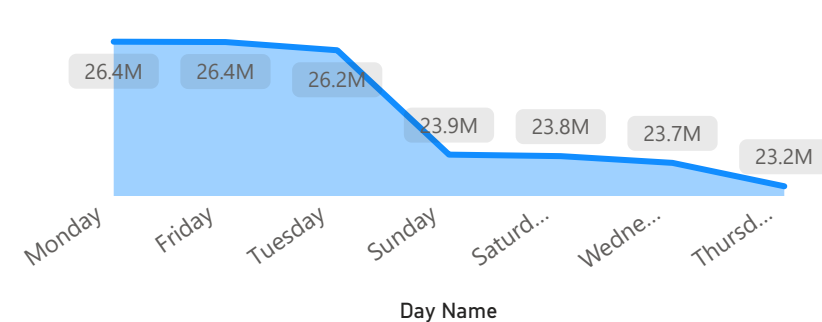 26.4M
26.4M
26.2M
23.9M
23.8M
23.7M
23.2M
Monday
Friday
Tuesday
Sunday
Saturd...
Wedne...
Thursd...
Day Name